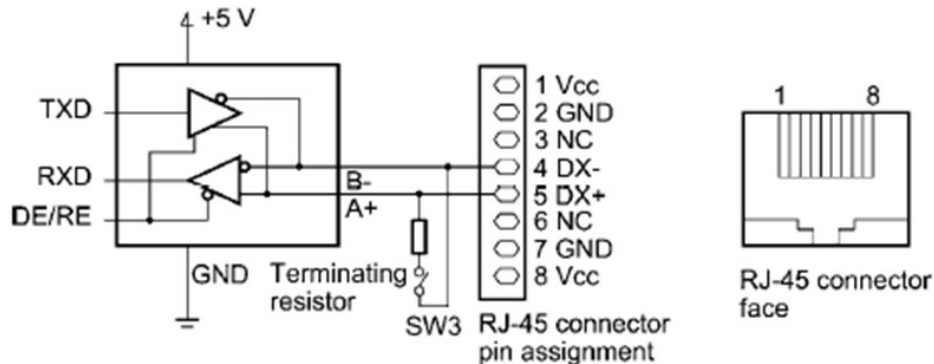 +5 V
TXD
RXD
DE/RE
B-
A+
GND
Terminating
resistor
SW3
1 Vcc
2 GND
3 NC
4 DX-
5 DX+
6 NC
7 GND
8 Vcc
RJ-45 connector
pin assignment
1 8
RJ-45 connector
face